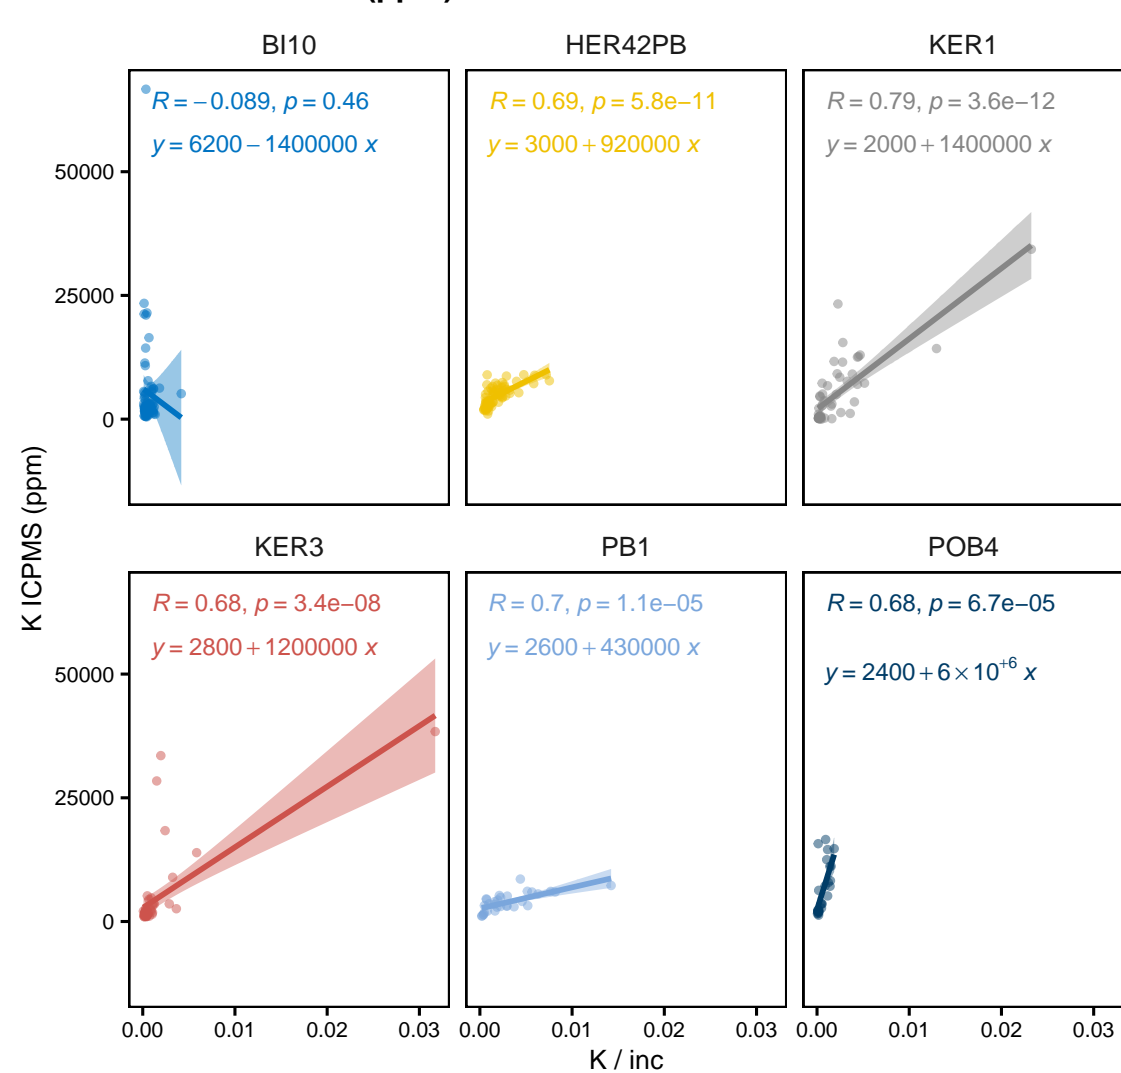 BI10 HER42PB KER1
R = −0.089, p = 0.46 R = 0.69, p = 5.8e−11 R = 0.79, p = 3.6e−12
y = 6200 − 1400000 x y = 3000 + 920000 x y = 2000 + 1400000 x
50000
25000
0
K ICPMS (ppm)
KER3 PB1 POB4
R = 0.68, p = 3.4e−08 R = 0.7, p = 1.1e−05 R = 0.68, p = 6.7e−05
y = 2800 + 1200000 x y = 2600 + 430000 x y = 2400 + 6 × 10⁺⁶ x
50000
25000
0
0.00 0.01 0.02 0.03 0.00 0.01 0.02 0.03 0.00 0.01 0.02 0.03
K / inc